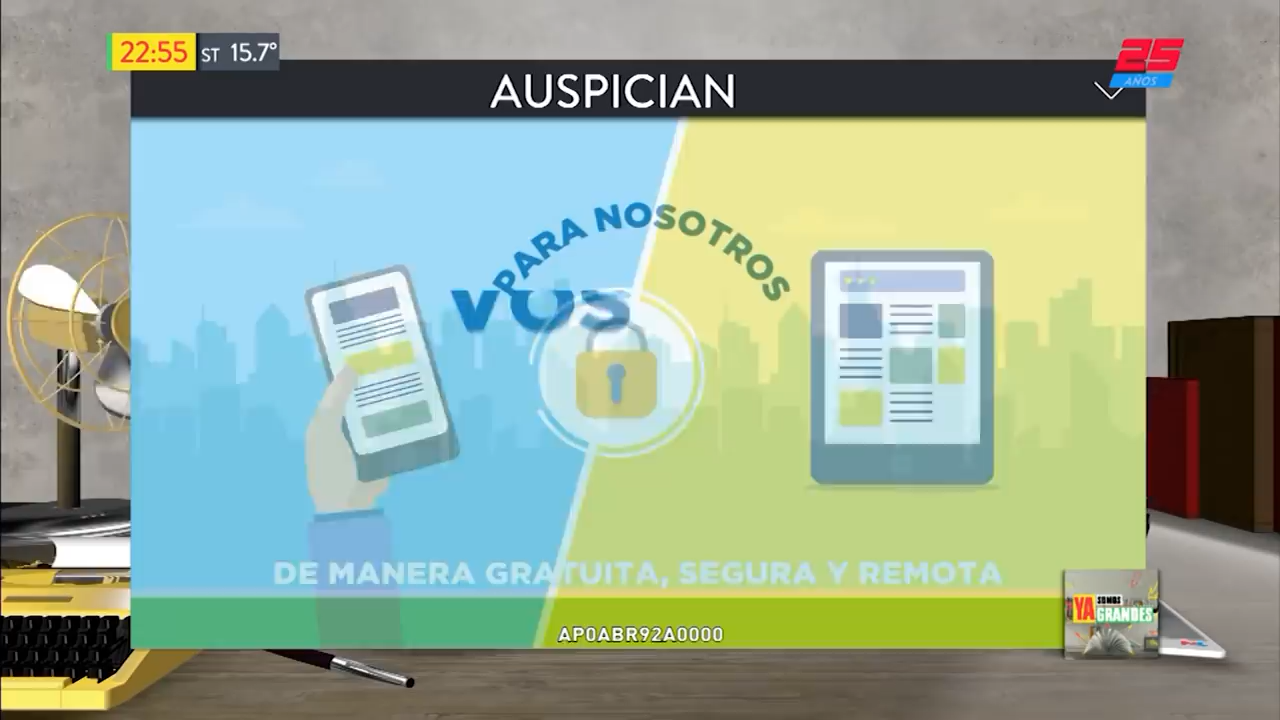 22:55 ST 15.7°
25
AÑOS
AUSPICIAN
PARA NOSOTROS
VOS
DE MANERA GRATUITA, SEGURA Y REMOTA
AP0ABR92A0000
YA SOMOS GRANDES